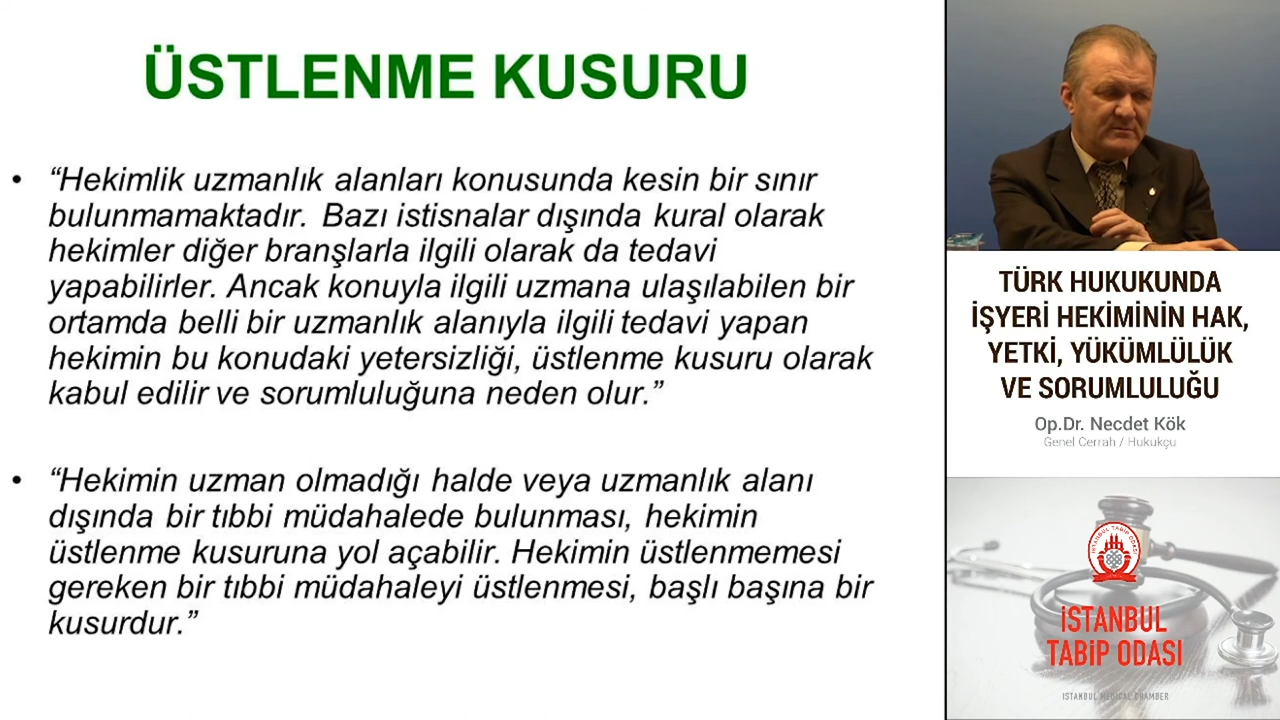 ÜSTLENME KUSURU
• “Hekimlik uzmanlık alanları konusunda kesin bir sınır
bulunmamaktadır. Bazı istisnalar dışında kural olarak
hekimler diğer branşlarla ilgili olarak da tedavi
yapabilirler. Ancak konuyla ilgili uzmana ulaşılabilen bir
ortamda belli bir uzmanlık alanıyla ilgili tedavi yapan
hekimin bu konudaki yetersizliği, üstlenme kusuru olarak
kabul edilir ve sorumluluğuna neden olur.”
• “Hekimin uzman olmadığı halde veya uzmanlık alanı
dışında bir tıbbi müdahalede bulunması, hekimin
üstlenme kusuruna yol açabilir. Hekimin üstlenmemesi
gereken bir tıbbi müdahaleyi üstlenmesi, başlı başına bir
kusurdur.”
TÜRK HUKUKUNDA
İŞYERİ HEKİMİNİN HAK,
YETKİ, YÜKÜMLÜLÜK
VE SORUMLULUĞU
Op.Dr. Necdet Kök
Genel Cerrah / Hukukçu
İSTANBUL TABİP ODASI
İSTANBUL
TABİP ODASI
ISTANBUL MEDICAL CHAMBER